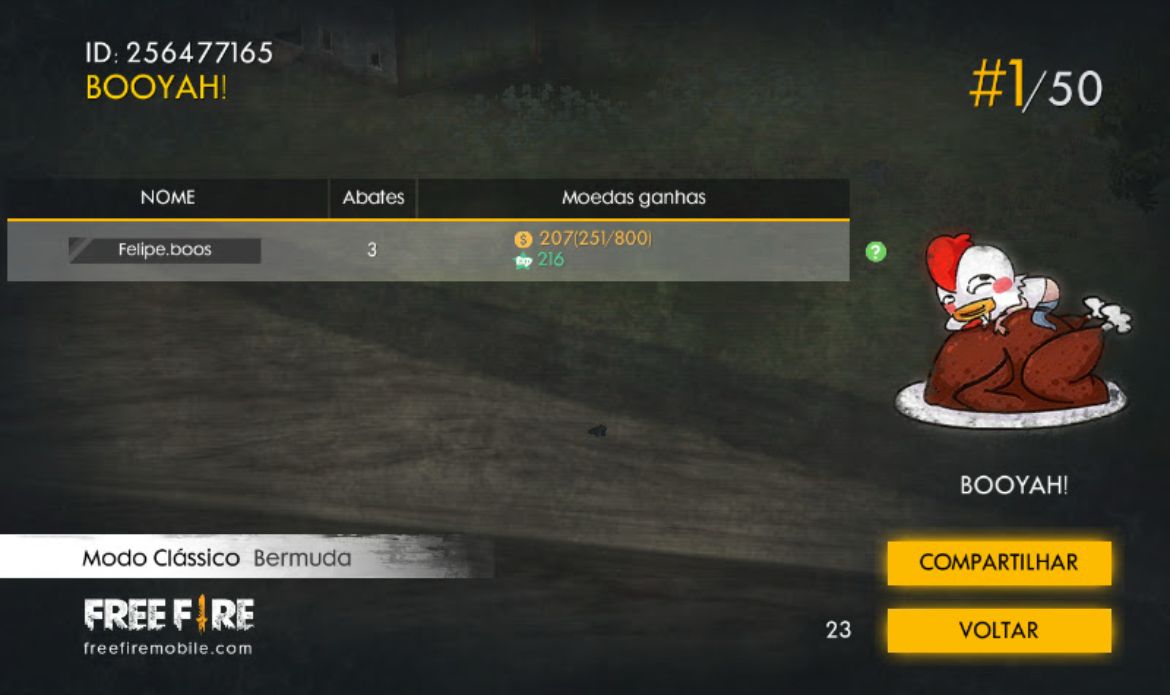 ID: 256477165
BOOYAH!
#1/50
NOME Abates Moedas ganhas
Felipe.boos 3 207(251/800)
EXP 216
?
BOOYAH!
Modo Clássico Bermuda
COMPARTILHAR
FREE FIRE
freefiremobile.com
23
VOLTAR